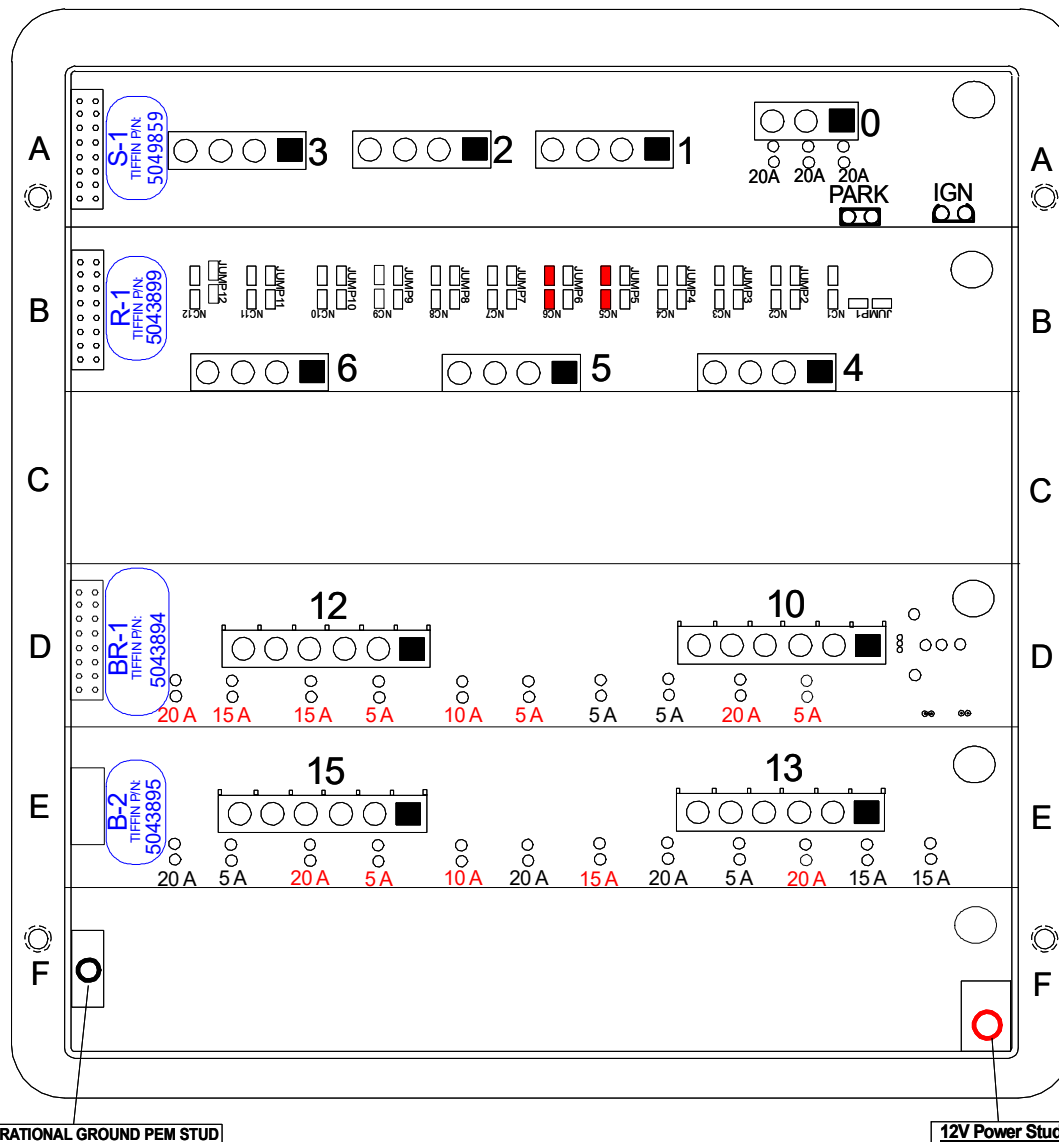 A
A
S-1
TIFFIN P/N:
5049859
3
2
1
0
20A 20A 20A
PARK
IGN
B
B
R-1
TIFFIN P/N:
5043899
JUMP12 JUMP11 JUMP10 JUMP9 JUMP8 JUMP7 JUMP6 JUMP5 JUMP4 JUMP3 JUMP2
NC12 NC11 NC10 NC9 NC8 NC7 NC6 NC5 NC4 NC3 NC2 NC1 JUMP1
6
5
4
C
C
D
D
BR-1
TIFFIN P/N:
5043894
12
10
20 A 15 A 15 A 5 A 10 A 5 A 5 A 5 A 20 A 5 A
E
E
B-2
TIFFIN P/N:
5043895
15
13
20 A 5 A 20 A 5 A 10 A 20 A 15 A 20 A 5 A 20 A 15 A 15 A
F
F
RATIONAL GROUND PEM STUD
12V Power Stud